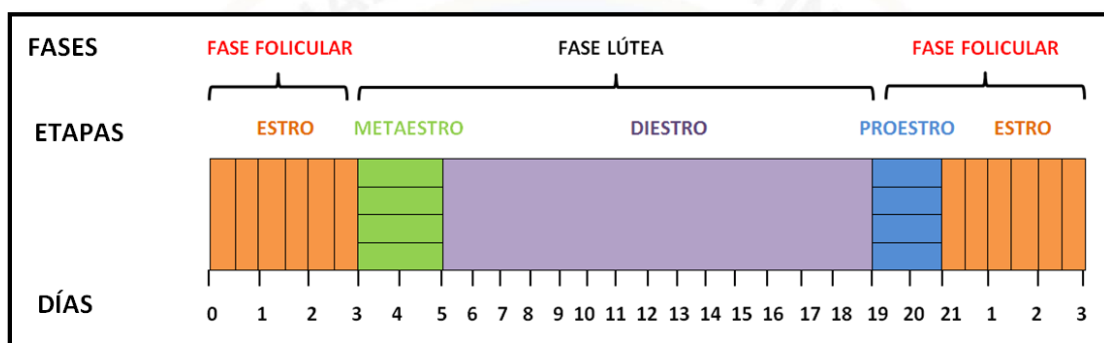 FASES FASE FOLICULAR FASE LÚTEA FASE FOLICULAR
ETAPAS ESTRO METAESTRO DIESTRO PROESTRO ESTRO
DÍAS 0 1 2 3 4 5 6 7 8 9 10 11 12 13 14 15 16 17 18 19 20 21 1 2 3